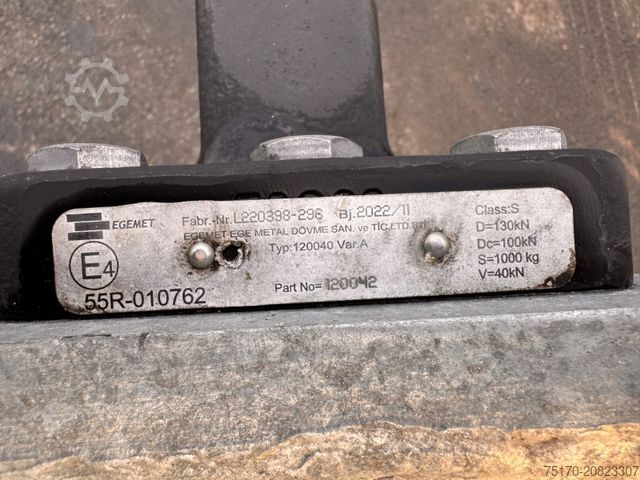 EGEMET
Fabr.-Nr.L220398-296 Bj.2022/11
EGEMET EGE METAL DÖVME SAN. ve TİC.LTD.ŞTİ
Typ:120040 Var.A
Part No=120042
E4
55R-010762
Class:S
D=130kN
Dc=100kN
S=1000 kg
V=40kN
75170-20823307